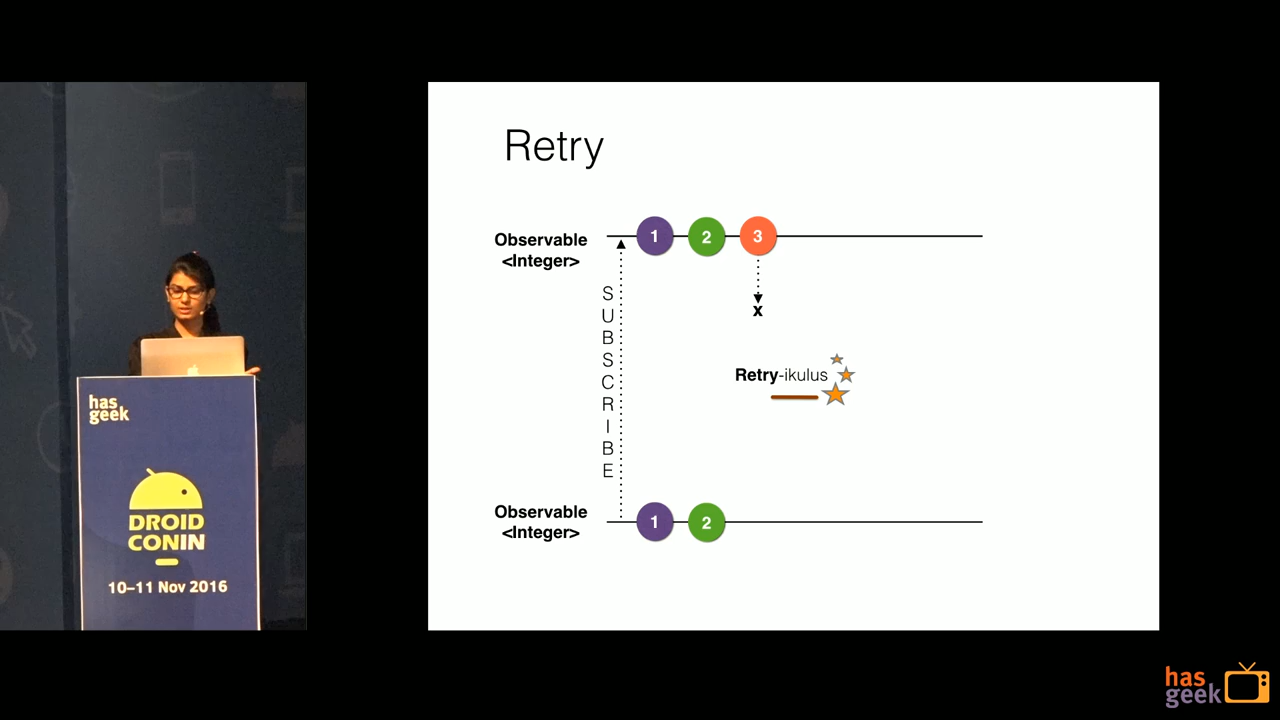 Retry
Observable
<Integer>
1
2
3
x
S
U
B
S
C
R
I
B
E
Retry-ikulus
Observable
<Integer>
1
2
has
geek
DROID
CONIN
10–11 Nov 2016
has
geek